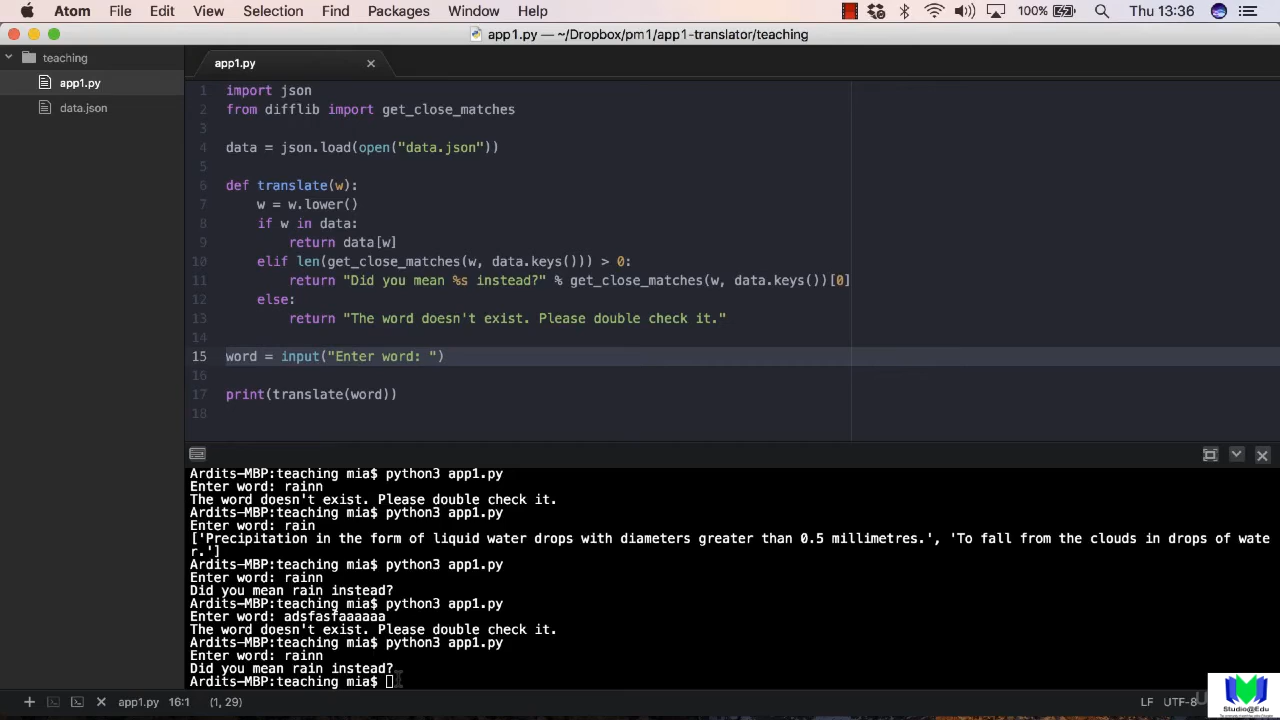 Atom File Edit View Selection Find Packages Window Help 100% Thu 13:36
app1.py — ~/Dropbox/pm1/app1-translator/teaching
teaching
app1.py
data.json
app1.py
1 import json
2 from difflib import get_close_matches
3
4 data = json.load(open("data.json"))
5
6 def translate(w):
7     w = w.lower()
8     if w in data:
9         return data[w]
10     elif len(get_close_matches(w, data.keys())) > 0:
11         return "Did you mean %s instead?" % get_close_matches(w, data.keys())[0]
12     else:
13         return "The word doesn't exist. Please double check it."
14
15 word = input("Enter word: ")
16
17 print(translate(word))
18
Ardits-MBP:teaching mia$ python3 app1.py
Enter word: rainn
The word doesn't exist. Please double check it.
Ardits-MBP:teaching mia$ python3 app1.py
Enter word: rain
['Precipitation in the form of liquid water drops with diameters greater than 0.5 millimetres.', 'To fall from the clouds in drops of wate
r.']
Ardits-MBP:teaching mia$ python3 app1.py
Enter word: rainn
Did you mean rain instead?
Ardits-MBP:teaching mia$ python3 app1.py
Enter word: adsfasfaaaaaa
The word doesn't exist. Please double check it.
Ardits-MBP:teaching mia$ python3 app1.py
Enter word: rainn
Did you mean rain instead?
Ardits-MBP:teaching mia$
app1.py 16:1 (1, 29) LF UTF-8
Studio@Edu